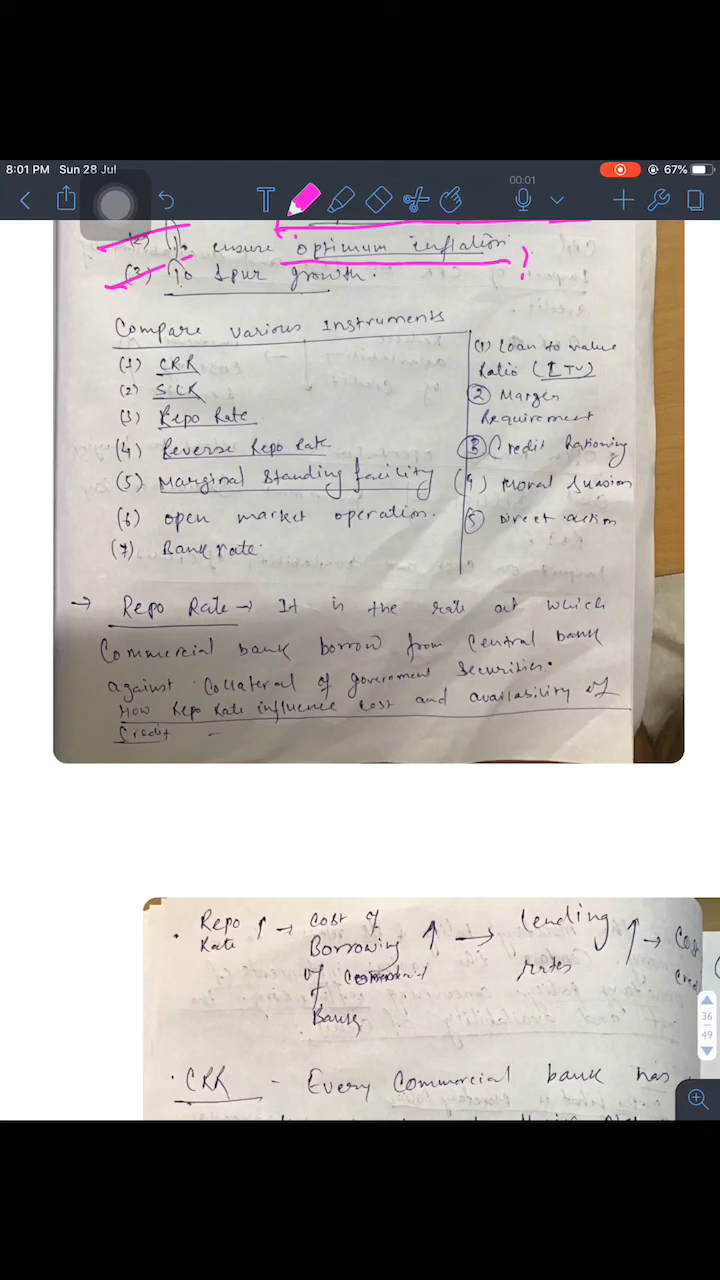 8:01 PM Sun 28 Jul
67%
00:01
T
(2) To ensure optimum inflation
(3) To spur growth.
Compare various Instruments
(1) CRR
(2) SLR
(3) Repo Rate
(4) Reverse Repo Rate
(5) Marginal Standing facility
(6) open market operation.
(7) Bank rate.
(1) Loan to value
Ratio (LTV)
(2) Margin
Requirement
(3) Credit Rationing
(4) Moral Suasion
(5) Direct action
→ Repo Rate → It is the rate at which
Commercial bank borrow from Central bank
against Collateral of government Securities.
How Repo Rate influence cost and availability of
Credit -
• Repo Rate ↑ → Cost of Borrowing of Commercial Banks ↑ → lending rates ↑ →
36
49
• CRR - Every Commercial bank has